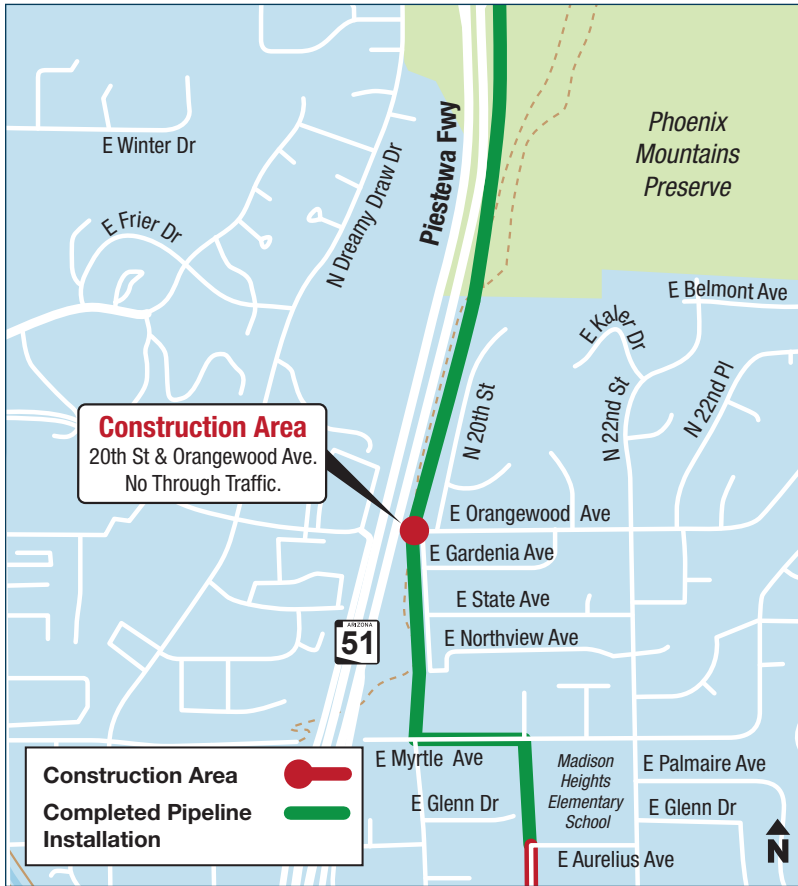 Phoenix
Mountains
Preserve
E Winter Dr
E Frier Dr
N Dreamy Draw Dr
Piestewa Fwy
E Belmont Ave
E Kaler Dr
N 20th St
N 22nd St
N 22nd Pl
Construction Area
20th St & Orangewood Ave.
No Through Traffic.
E Orangewood Ave
E Gardenia Ave
E State Ave
ARIZONA
51
E Northview Ave
E Myrtle Ave
Madison
Heights
Elementary
School
E Palmaire Ave
E Glenn Dr
E Glenn Dr
E Aurelius Ave
Construction Area
Completed Pipeline
Installation
N